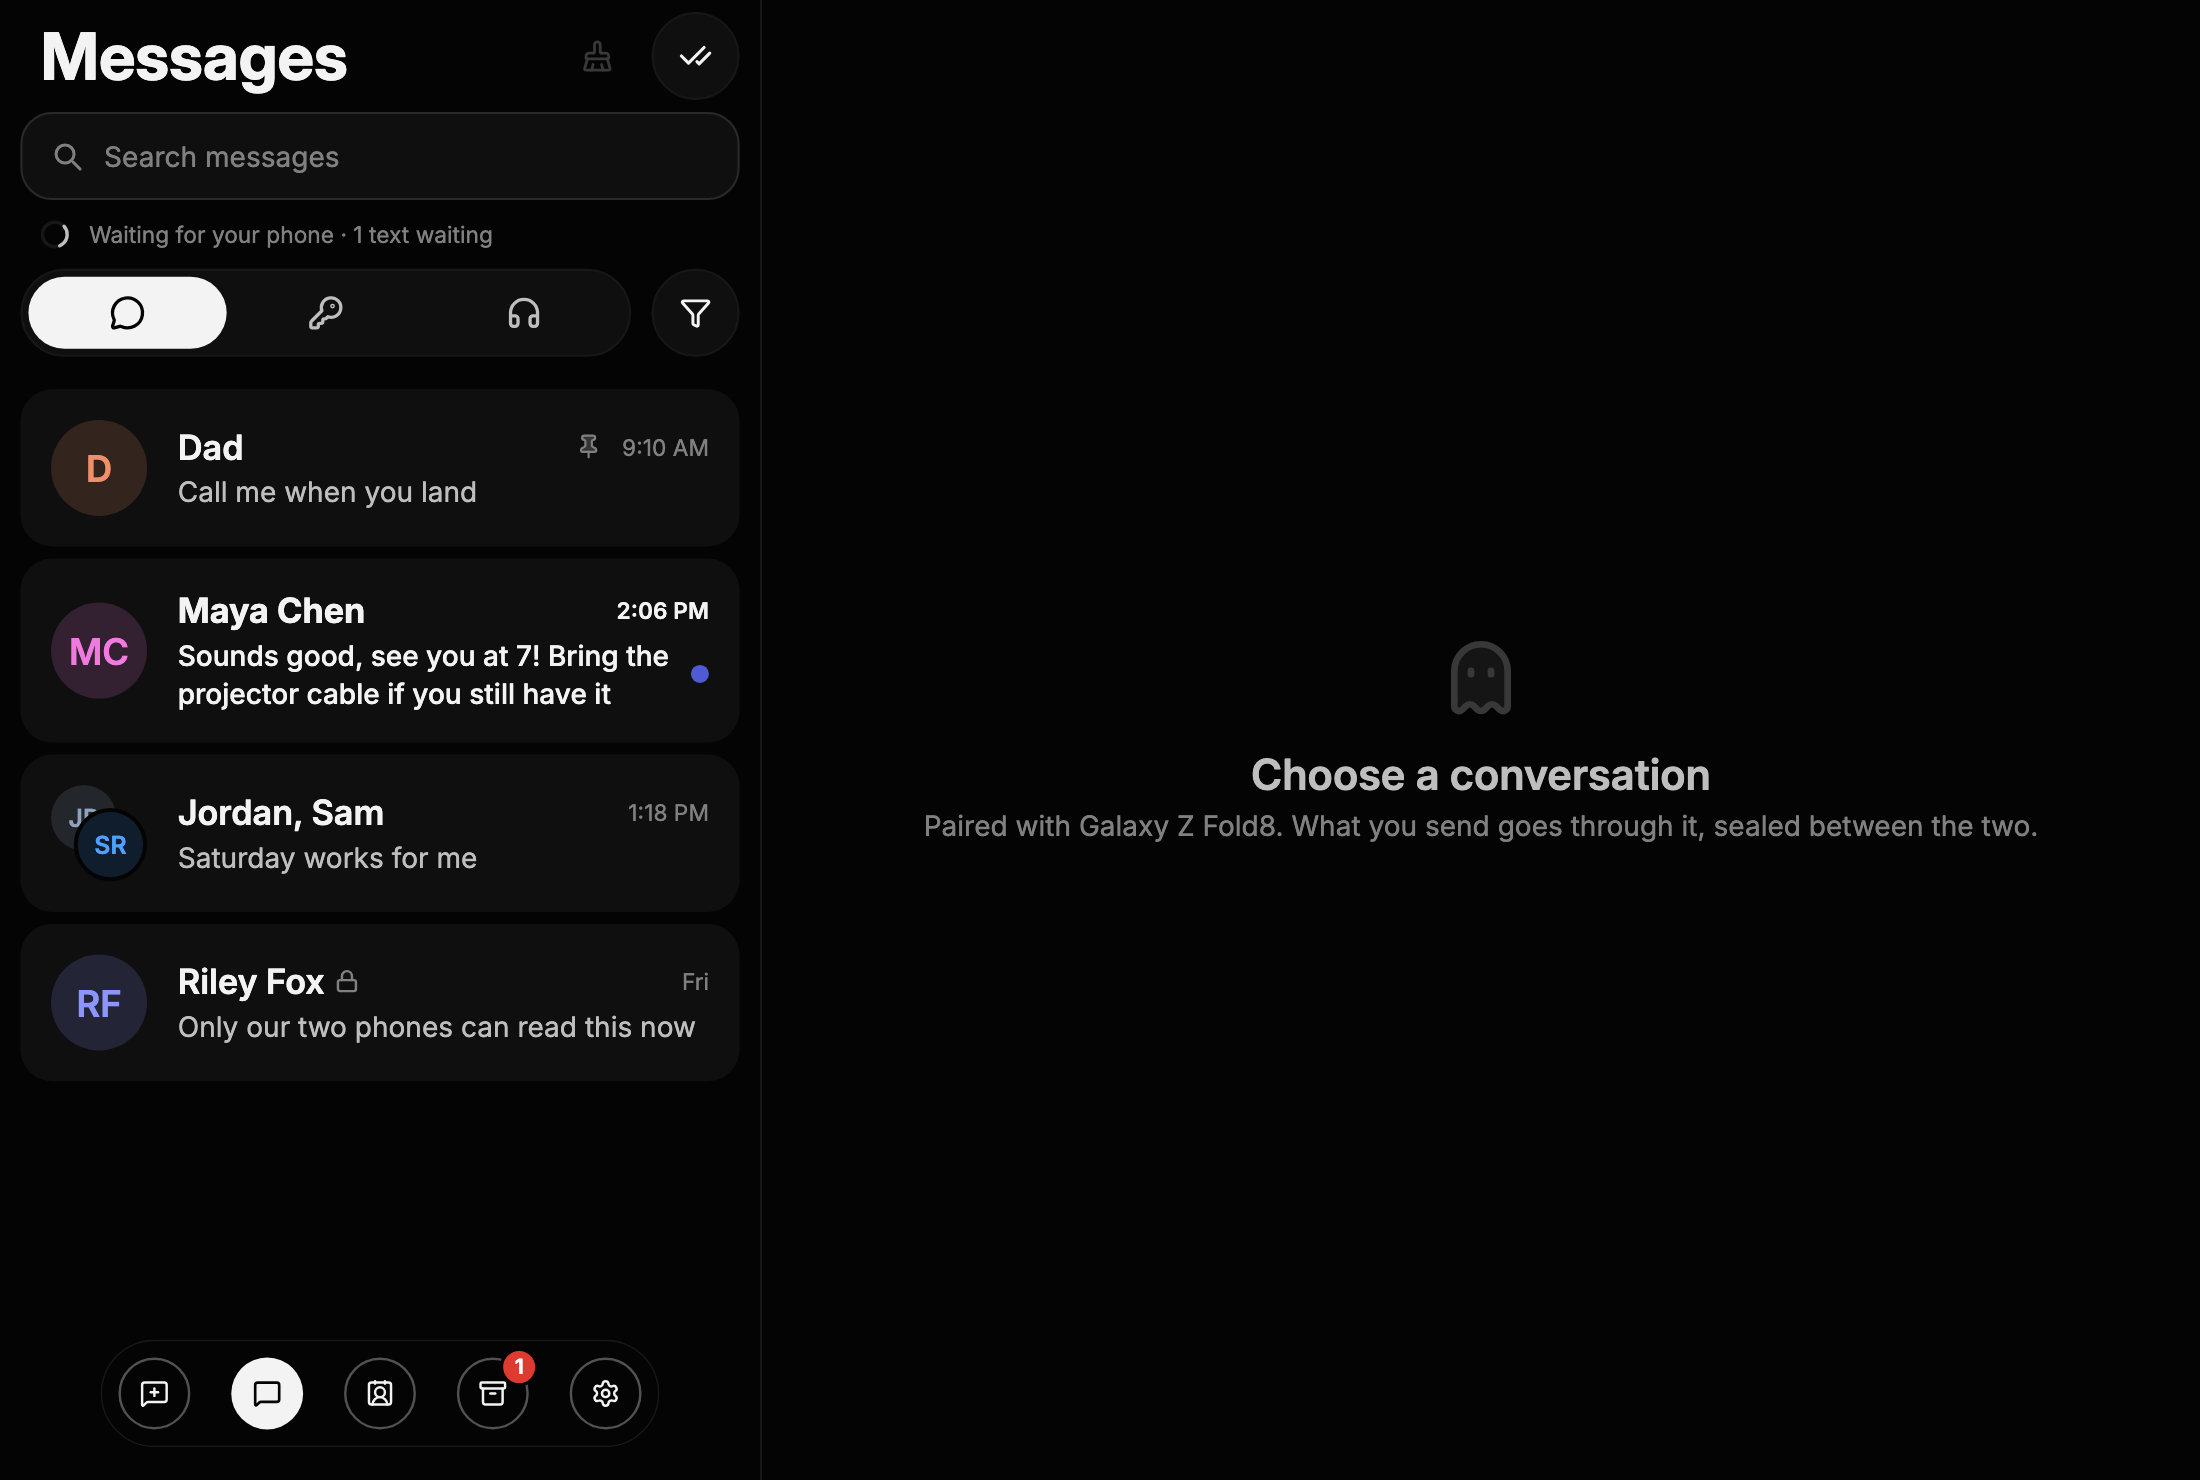 Messages
Search messages
Waiting for your phone · 1 text waiting
D
Dad
9:10 AM
Call me when you land
MC
Maya Chen
2:06 PM
Sounds good, see you at 7! Bring the
projector cable if you still have it
SR
Jordan, Sam
1:18 PM
Saturday works for me
RF
Riley Fox
Fri
Only our two phones can read this now
1
Choose a conversation
Paired with Galaxy Z Fold8. What you send goes through it, sealed between the two.